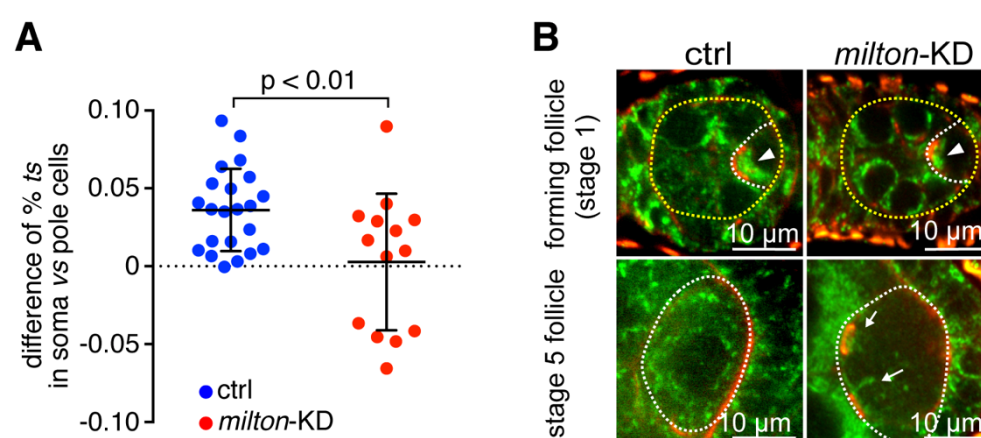 A
p < 0.01
difference of % ts
in soma vs pole cells
0.10
0.05
0
-0.05
-0.10
ctrl
milton-KD
B
ctrl
milton-KD
forming follicle
(stage 1)
stage 5 follicle
10 µm
10 µm
10 µm
10 µm